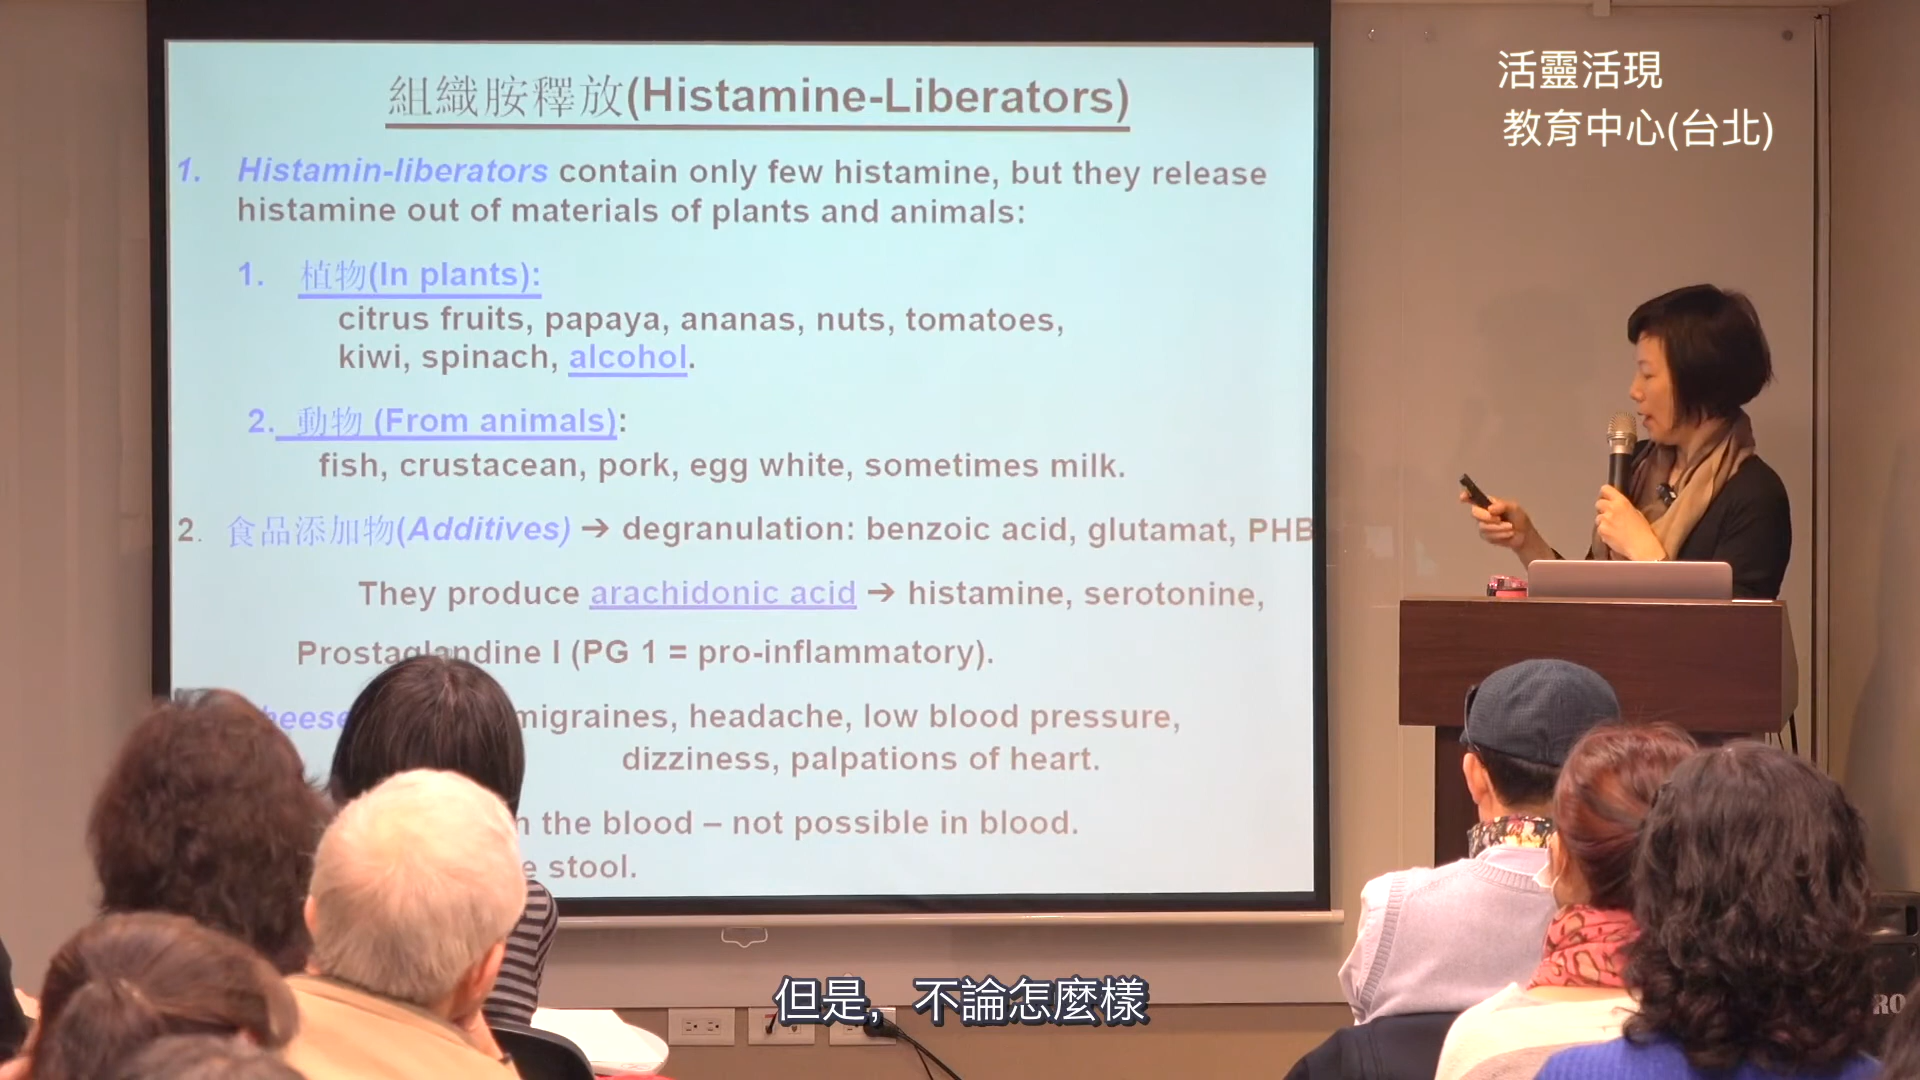 組織胺釋放(Histamine-Liberators)
1. Histamin-liberators contain only few histamine, but they release
histamine out of materials of plants and animals:
1. 植物(In plants):
citrus fruits, papaya, ananas, nuts, tomatoes,
kiwi, spinach, alcohol.
2. 動物 (From animals):
fish, crustacean, pork, egg white, sometimes milk.
2. 食品添加物(Additives) ➔ degranulation: benzoic acid, glutamat, PHB
They produce arachidonic acid ➔ histamine, serotonine,
Prostaglandine I (PG 1 = pro-inflammatory).
migraines, headache, low blood pressure,
dizziness, palpations of heart.
the blood – not possible in blood.
stool.
活靈活現
教育中心(台北)
但是，不論怎麼樣